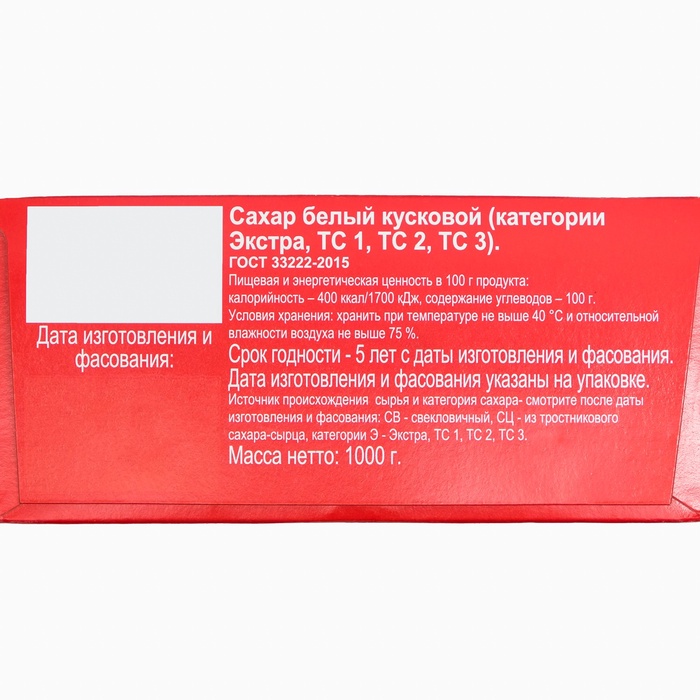 Сахар белый кусковой (категории
Экстра, ТС 1, ТС 2, ТС 3).
ГОСТ 33222-2015
Пищевая и энергетическая ценность в 100 г продукта:
калорийность – 400 ккал/1700 кДж, содержание углеводов – 100 г.
Условия хранения: хранить при температуре не выше 40 °С и относительной
влажности воздуха не выше 75 %.
Срок годности - 5 лет с даты изготовления и фасования.
Дата изготовления и фасования указаны на упаковке.
Источник происхождения сырья и категория сахара- смотрите после даты
изготовления и фасования: СВ - свекловичный, СЦ - из тростникового
сахара-сырца, категории Э - Экстра, ТС 1, ТС 2, ТС 3.
Масса нетто: 1000 г.
Дата изготовления и
фасования: